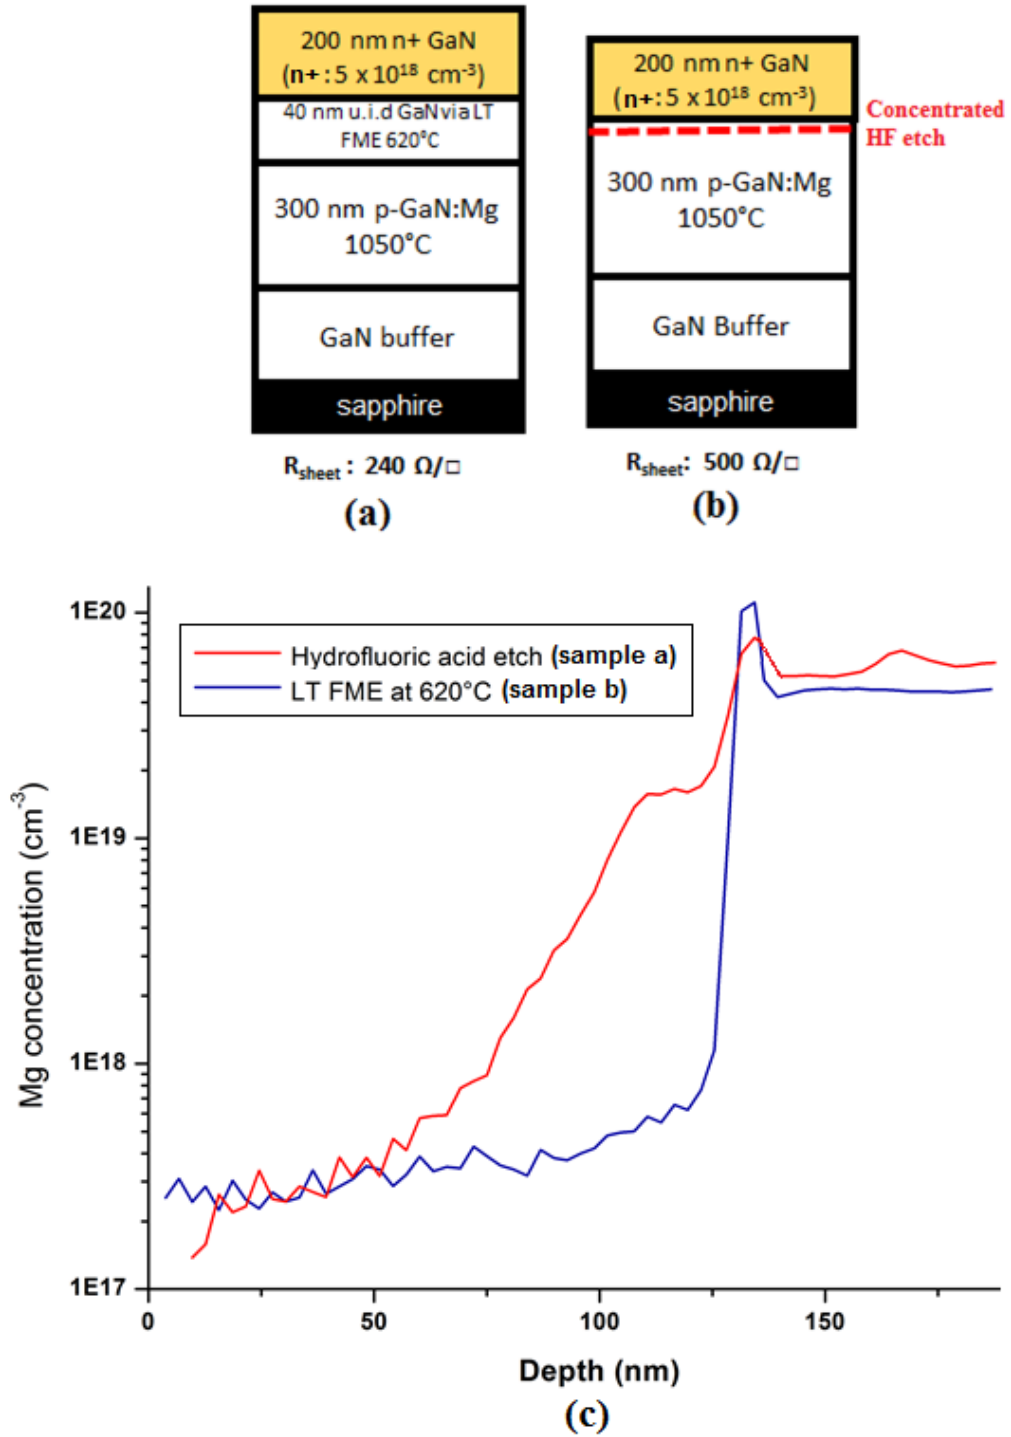 200 nm n+ GaN
(n+: 5 x 10¹⁸ cm⁻³)
40 nm u.i.d GaN via LT
FME 620°C
300 nm p-GaN:Mg
1050°C
GaN buffer
sapphire
Rsheet : 240 Ω/□
(a)
200 nm n+ GaN
(n+: 5 x 10¹⁸ cm⁻³)
Concentrated
HF etch
300 nm p-GaN:Mg
1050°C
GaN Buffer
sapphire
Rsheet: 500 Ω/□
(b)
Hydrofluoric acid etch (sample a)
LT FME at 620°C (sample b)
Mg concentration (cm⁻³)
1E20
1E19
1E18
1E17
0 50 100 150
Depth (nm)
(c)